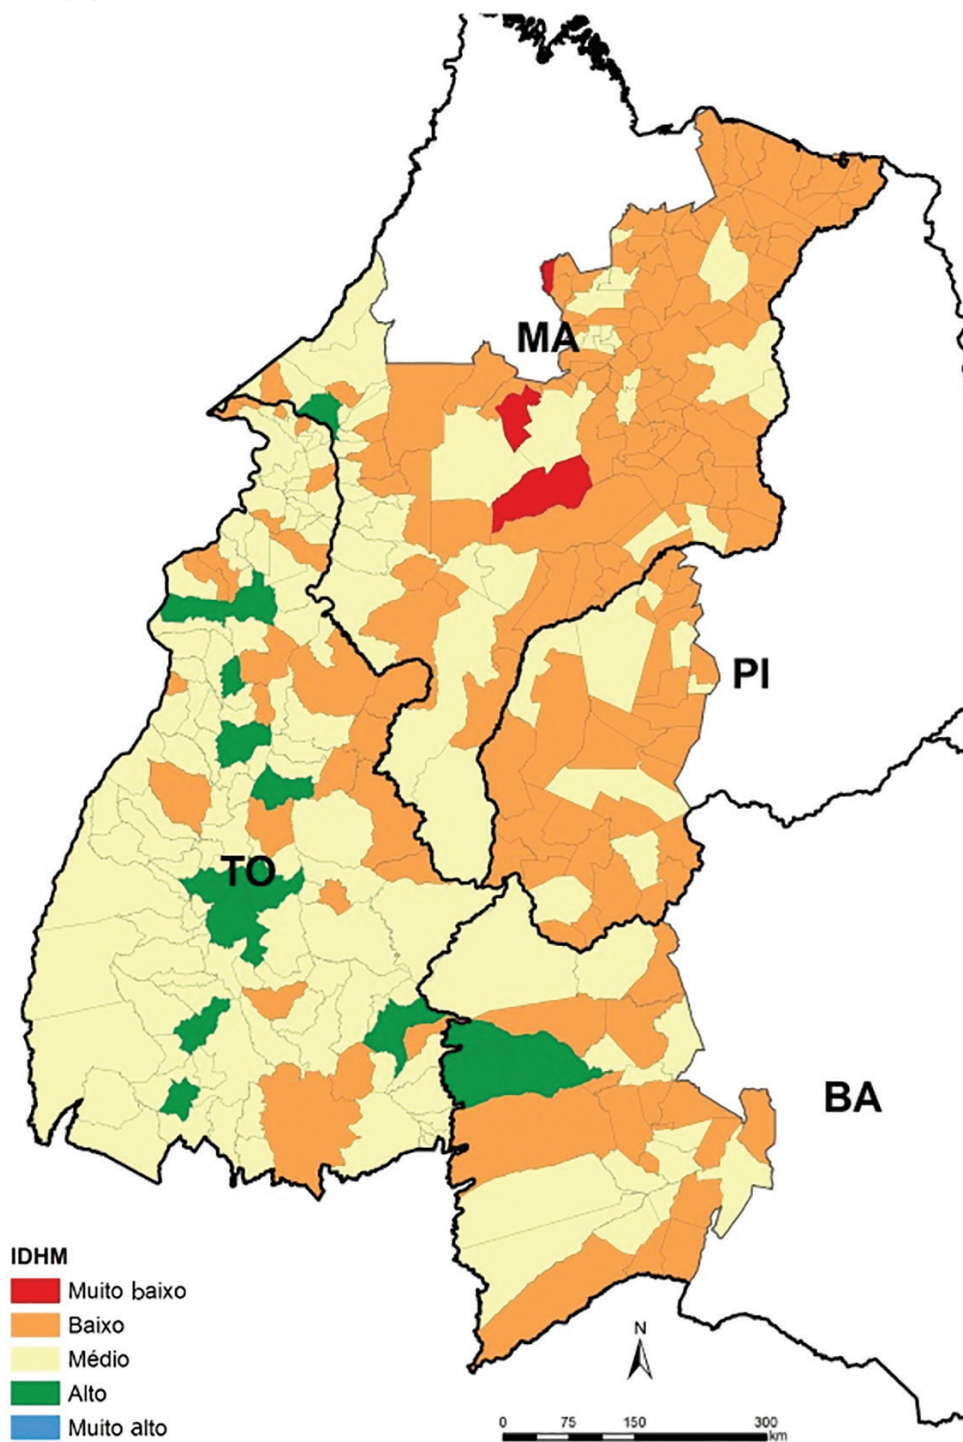 MA
PI
TO
BA
IDHM
Muito baixo
Baixo
Médio
Alto
Muito alto
N
0 75 150 300
km